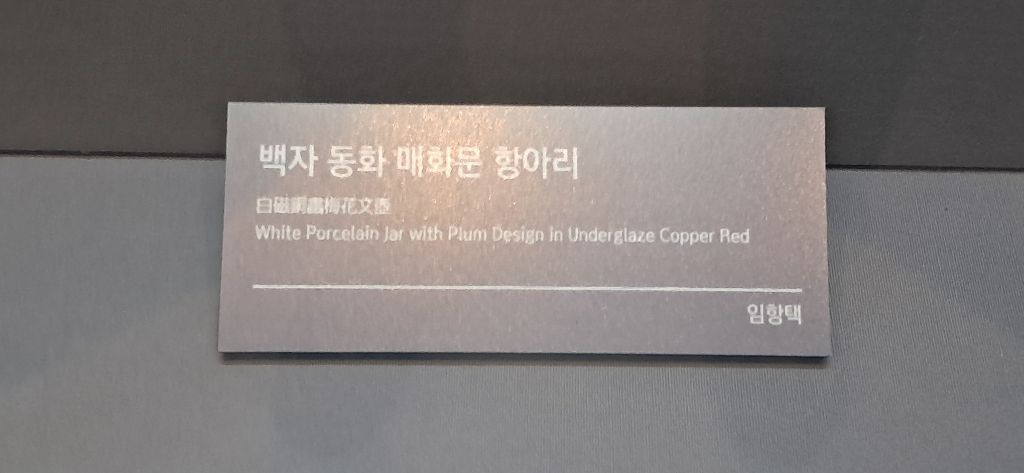 백자 동화 매화문 항아리
白磁銅畵梅花文壺
White Porcelain Jar with Plum Design in Underglaze Copper Red
임항택